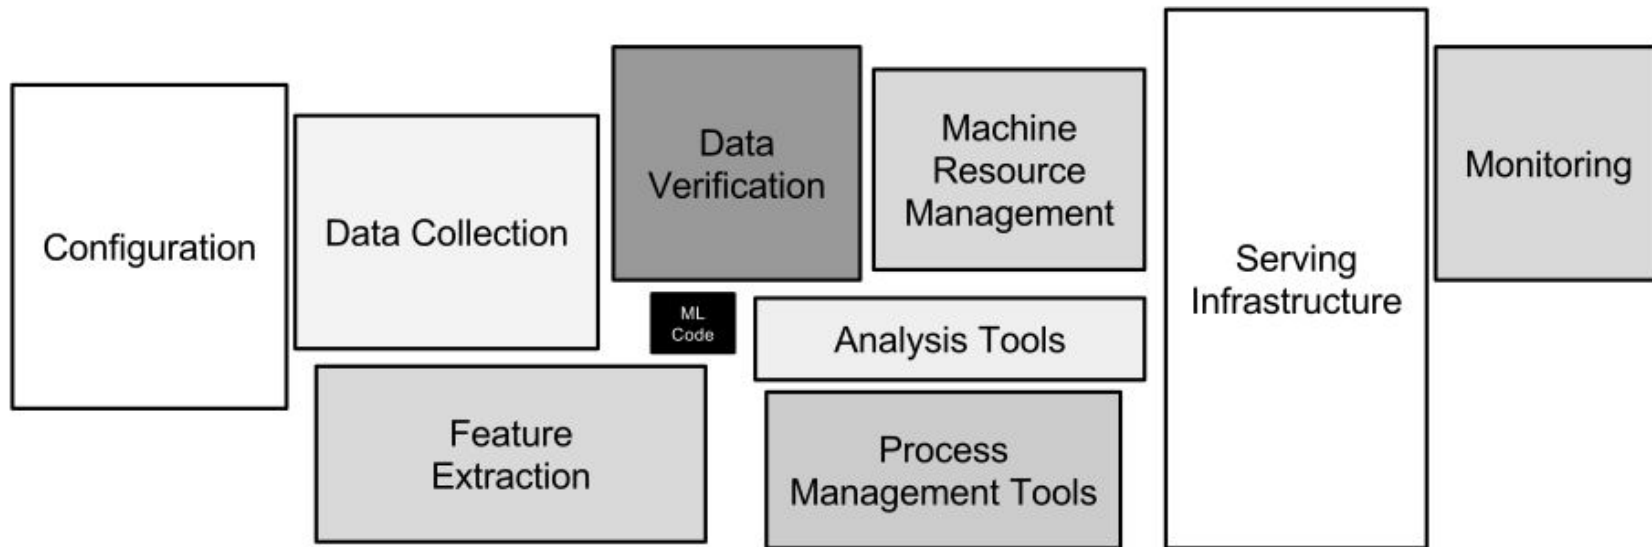 Configuration
Data Collection
Feature
Extraction
Data
Verification
ML
Code
Machine
Resource
Management
Analysis Tools
Process
Management Tools
Serving
Infrastructure
Monitoring